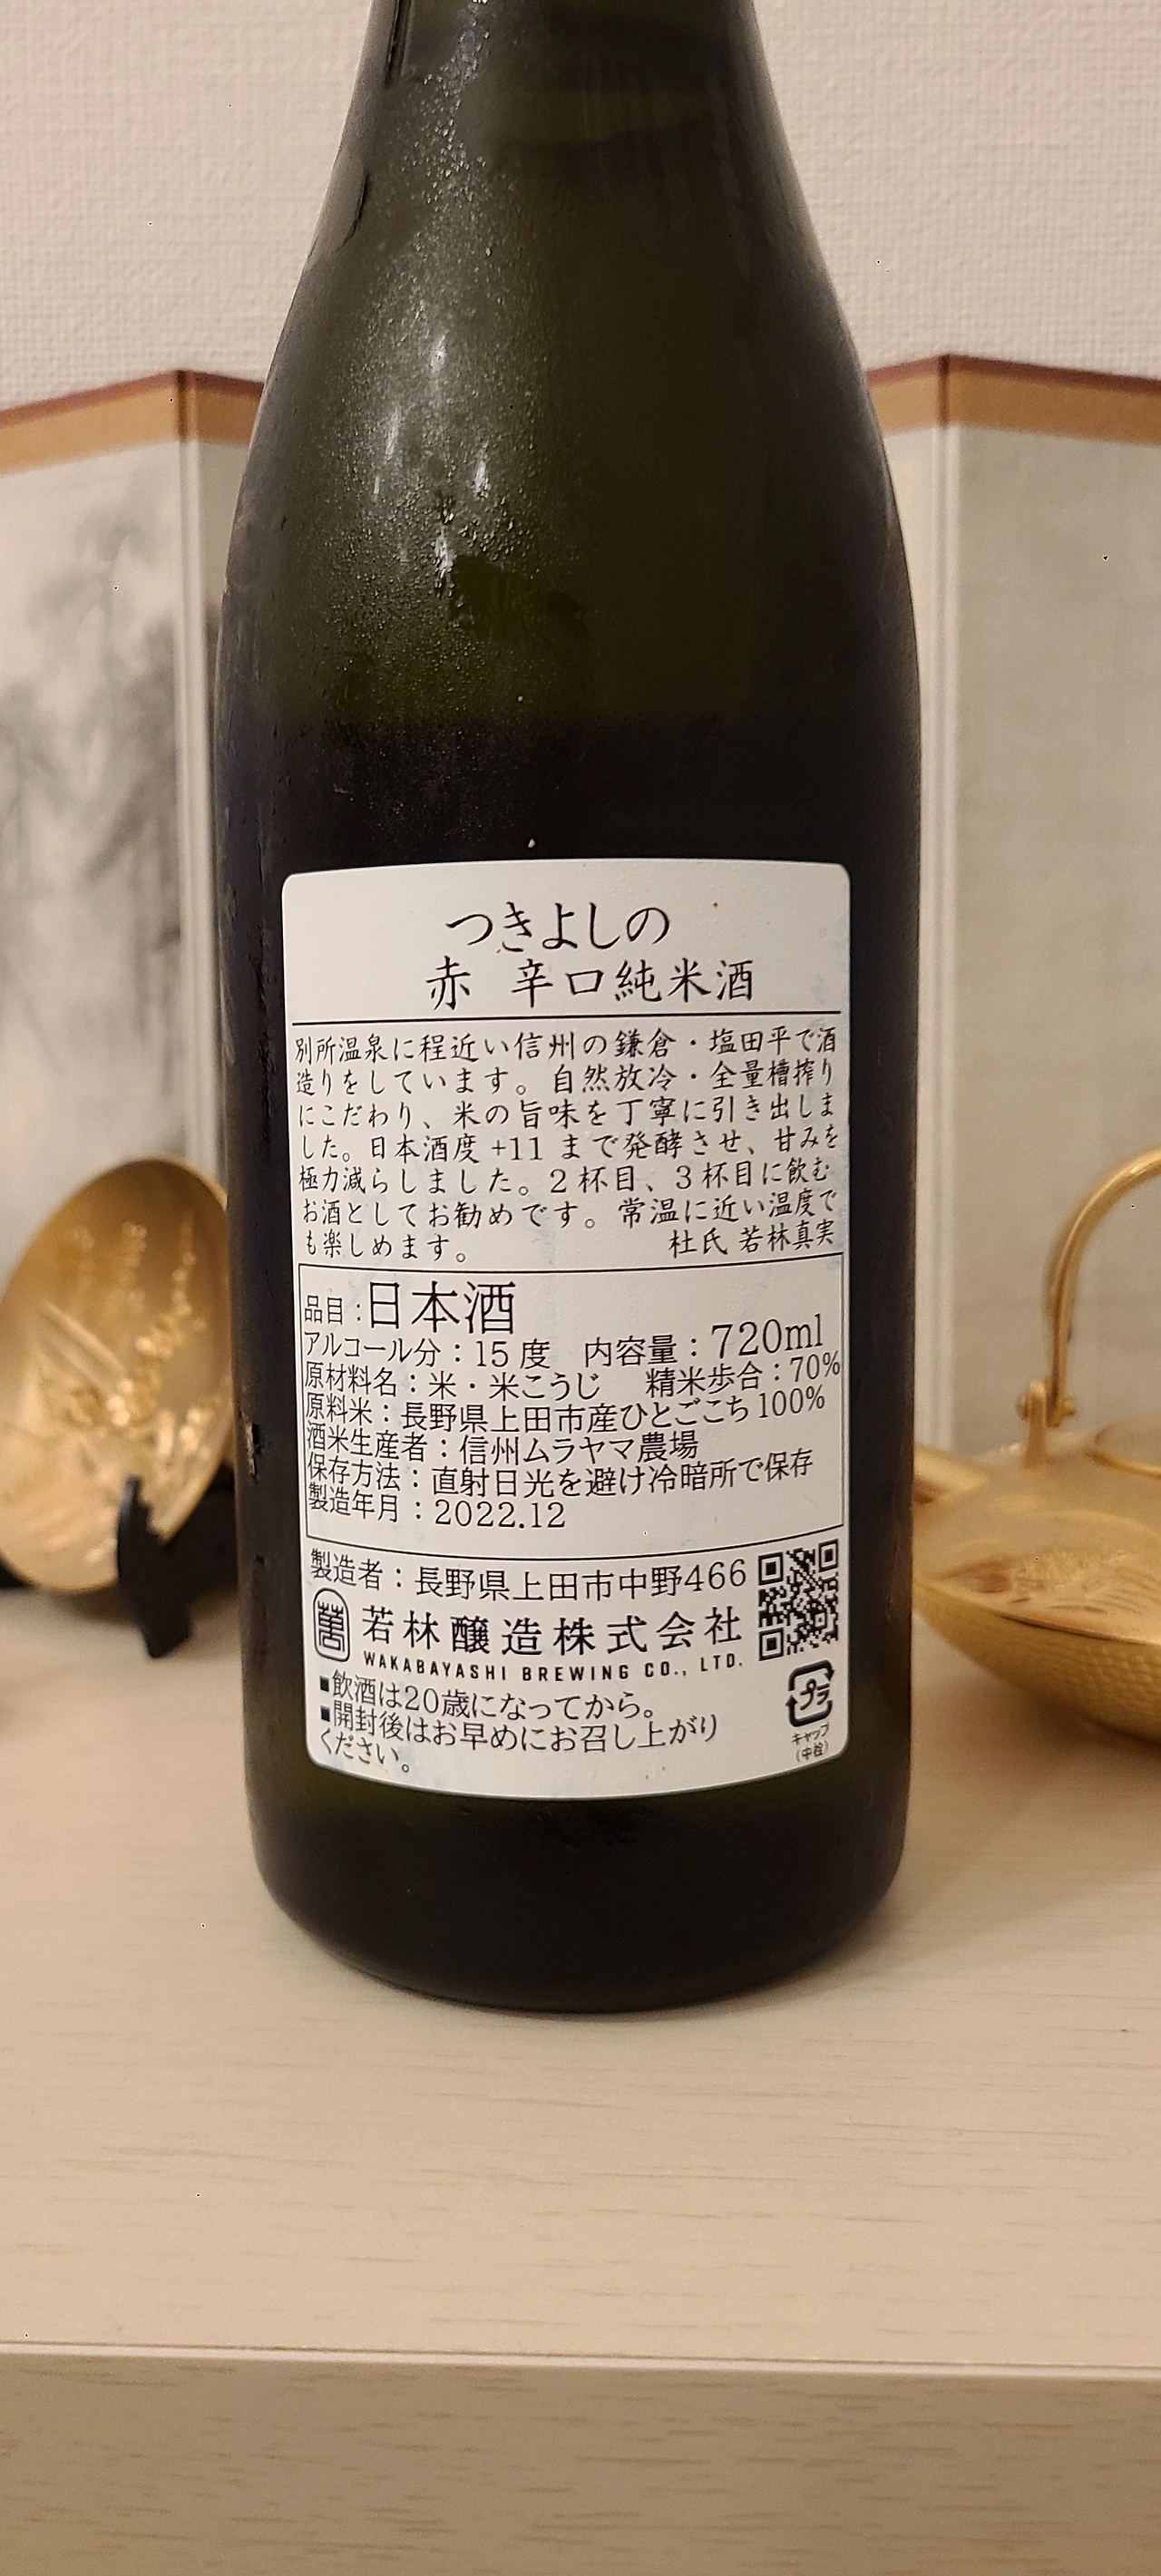 つきよしの
赤 辛口純米酒
別所温泉に程近い信州の鎌倉・塩田平で酒
造りをしています。自然放冷・全量槽搾り
にこだわり、米の旨味を丁寧に引き出しま
した。日本酒度+11まで発酵させ、甘みを
極力減らしました。2杯目、3杯目に飲む
お酒としてお勧めです。常温に近い温度で
も楽しめます。 杜氏 若林真実
品目:日本酒
アルコール分:15度 内容量:720ml
原材料名:米・米こうじ 精米歩合:70%
原料米:長野県上田市産ひとごこち100%
酒米生産者:信州ムラヤマ農場
保存方法:直射日光を避け冷暗所で保存
製造年月:2022.12
製造者:長野県上田市中野466
萬
若林醸造株式会社
WAKABAYASHI BREWING CO., LTD.
■飲酒は20歳になってから。
■開封後はお早めにお召し上がり
ください。
プラ
キャップ
(中栓)